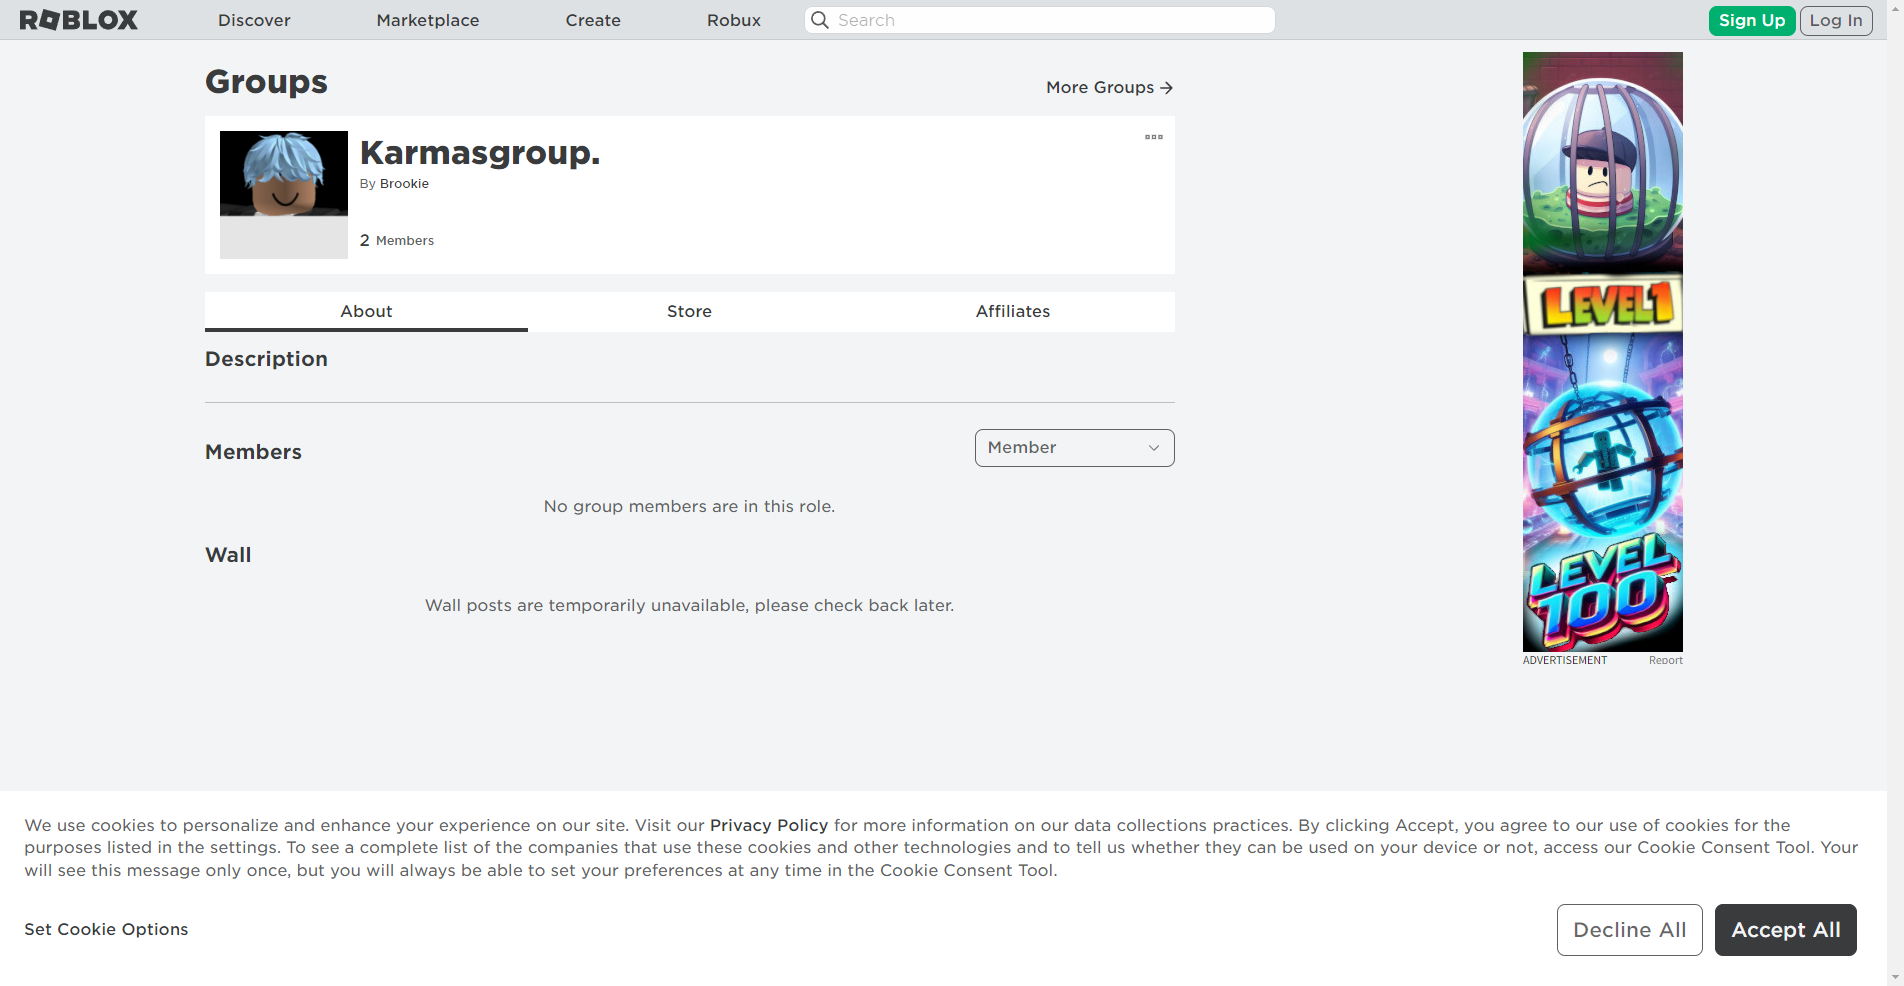 ROBLOX Discover Marketplace Create Robux Search Sign Up Log In
Groups
More Groups →
Karmasgroup.
By Brookie
2 Members
About Store Affiliates
Description
Members
Member
No group members are in this role.
Wall
Wall posts are temporarily unavailable, please check back later.
LEVEL 1
LEVEL
100
ADVERTISEMENT Report
We use cookies to personalize and enhance your experience on our site. Visit our Privacy Policy for more information on our data collections practices. By clicking Accept, you agree to our use of cookies for the
purposes listed in the settings. To see a complete list of the companies that use these cookies and other technologies and to tell us whether they can be used on your device or not, access our Cookie Consent Tool. Your
will see this message only once, but you will always be able to set your preferences at any time in the Cookie Consent Tool.
Set Cookie Options
Decline All
Accept All